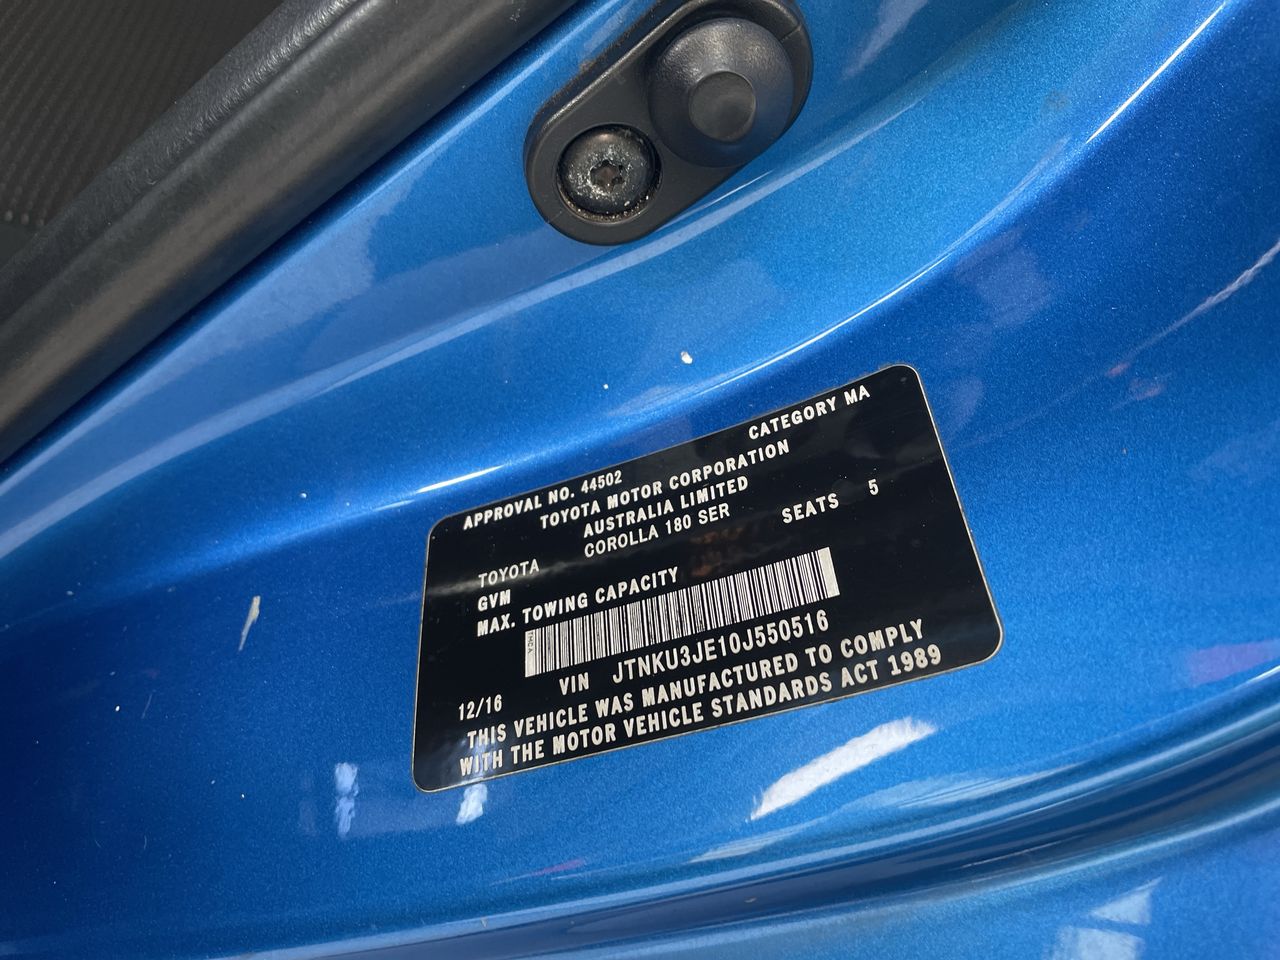 APPROVAL NO. 44502 CATEGORY MA
TOYOTA MOTOR CORPORATION
AUSTRALIA LIMITED
TOYOTA COROLLA 180 SER SEATS 5
GVM
MAX. TOWING CAPACITY
12/16 VIN JTNKU3JE10J550516
THIS VEHICLE WAS MANUFACTURED TO COMPLY
WITH THE MOTOR VEHICLE STANDARDS ACT 1989